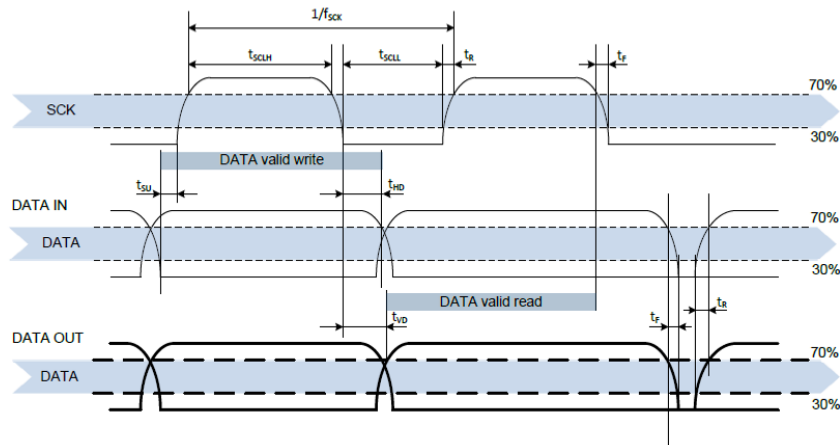 1/fSCK
tSCLH tSCLL tR tF
70%
SCK
30%
DATA valid write
tSU tHD
DATA IN
70%
DATA
30%
DATA valid read
tVD tF tR
DATA OUT
70%
DATA
30%